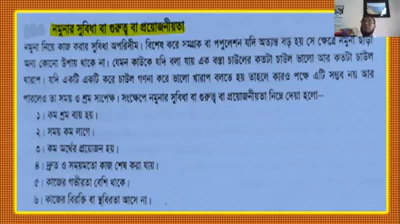 নমুনার সুবিধা বা গুরুত্ব বা প্রয়োজনীয়তা
নমুনা নিয়ে কাজ করার সুবিধা অপরিসীম। বিশেষ করে সমগ্রক বা পপুলেশন যদি অত্যন্ত বড় হয় সে ক্ষেত্রে নমুনা ছাড়া
অন্য কোনো উপায় থাকে না। যেমন কাউকে যদি বলা যায় এক বস্তা চাউলের কতটা চাউল ভালো আর কতটা চাউল
খারাপ। যদি একটি একটি করে চাউল গণনা করে ভালো খারাপ বলতে হয় তাহলে কারও পক্ষে এটি সম্ভব নয় আর
পারলেও তা সময় ও শ্রম সাপেক্ষ। সংক্ষেপে নমুনার সুবিধা বা গুরুত্ব বা প্রয়োজনীয়তা নিম্নে দেয়া হলো—
১। কম শ্রম ব্যয় হয়।
২। সময় কম লাগে।
৩। কম অর্থের প্রয়োজন হয়।
৪। দ্রুত ও সময়মতো কাজ শেষ করা যায়।
৫। কাজের গভীরতা বেশি থাকে।
৬। কাজের বিরক্তি বা স্থবিরতা আসে না।